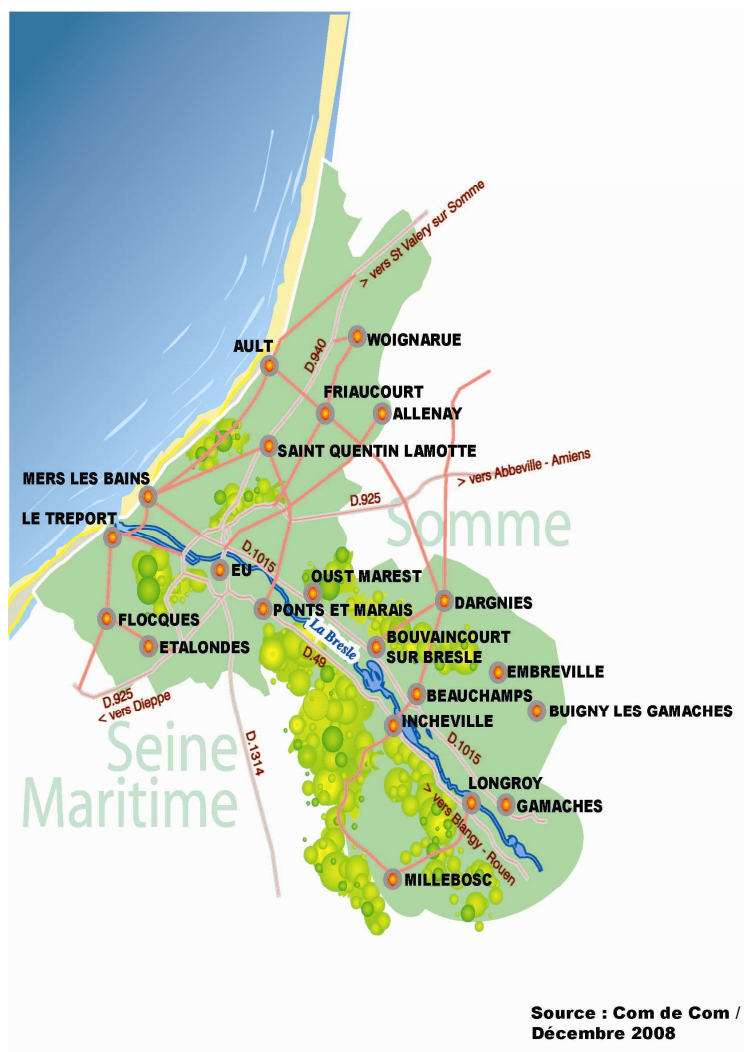 > vers St Valery sur Somme
AULT
D.940
WOIGNARUE
FRIAUCOURT
ALLENAY
SAINT QUENTIN LAMOTTE
> vers Abbeville - Amiens
MERS LES BAINS
D.925
Somme
LE TREPORT
D.1015
EU
OUST MAREST
DARGNIES
PONTS ET MARAIS
FLOCQUES
La Bresle
BOUVAINCOURT
SUR BRESLE
ETALONDES
D.49
EMBREVILLE
D.925
< vers Dieppe
BEAUCHAMPS
BUIGNY LES GAMACHES
INCHEVILLE
Seine
Maritime
D.1314
D.1015
LONGROY
GAMACHES
> vers Blangy - Rouen
MILLEBOSC
Source : Com de Com /
Décembre 2008